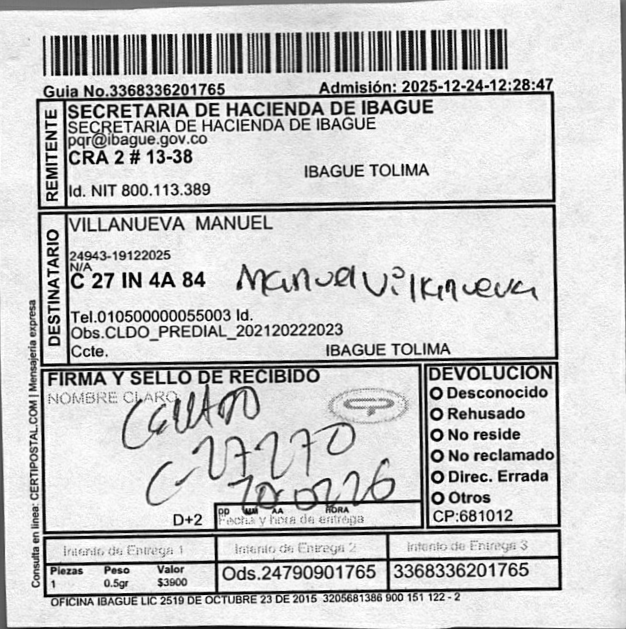 Guia No.3368336201765 Admisión: 2025-12-24-12:28:47
REMITENTE
SECRETARIA DE HACIENDA DE IBAGUE
SECRETARIA DE HACIENDA DE IBAGUE
pqr@ibague.gov.co
CRA 2 # 13-38
IBAGUE TOLIMA
Id. NIT 800.113.389
DESTINATARIO
VILLANUEVA MANUEL
24943-19122025
N/A
C 27 IN 4A 84
Manuel Villanueva
Tel.010500000055003 Id.
Obs.CLDO_PREDIAL_202120222023
Ccte. IBAGUE TOLIMA
FIRMA Y SELLO DE RECIBIDO
NOMBRE CLARO
C-27270
D+2
DD MM AA HORA
Fecha y hora de entrega
DEVOLUCION
O Desconocido
O Rehusado
O No reside
O No reclamado
O Direc. Errada
O Otros
CP:681012
Intento de Entrega 1 Intento de Entrega 2 Intento de Entrega 3
Piezas Peso Valor
1 0.5gr $3900
Ods.24790901765 3368336201765
OFICINA IBAGUE LIC 2519 DE OCTUBRE 23 DE 2015 3205681386 900 151 122 - 2
Consulta en linea: CERTIPOSTAL.COM | Mensajeria expresa